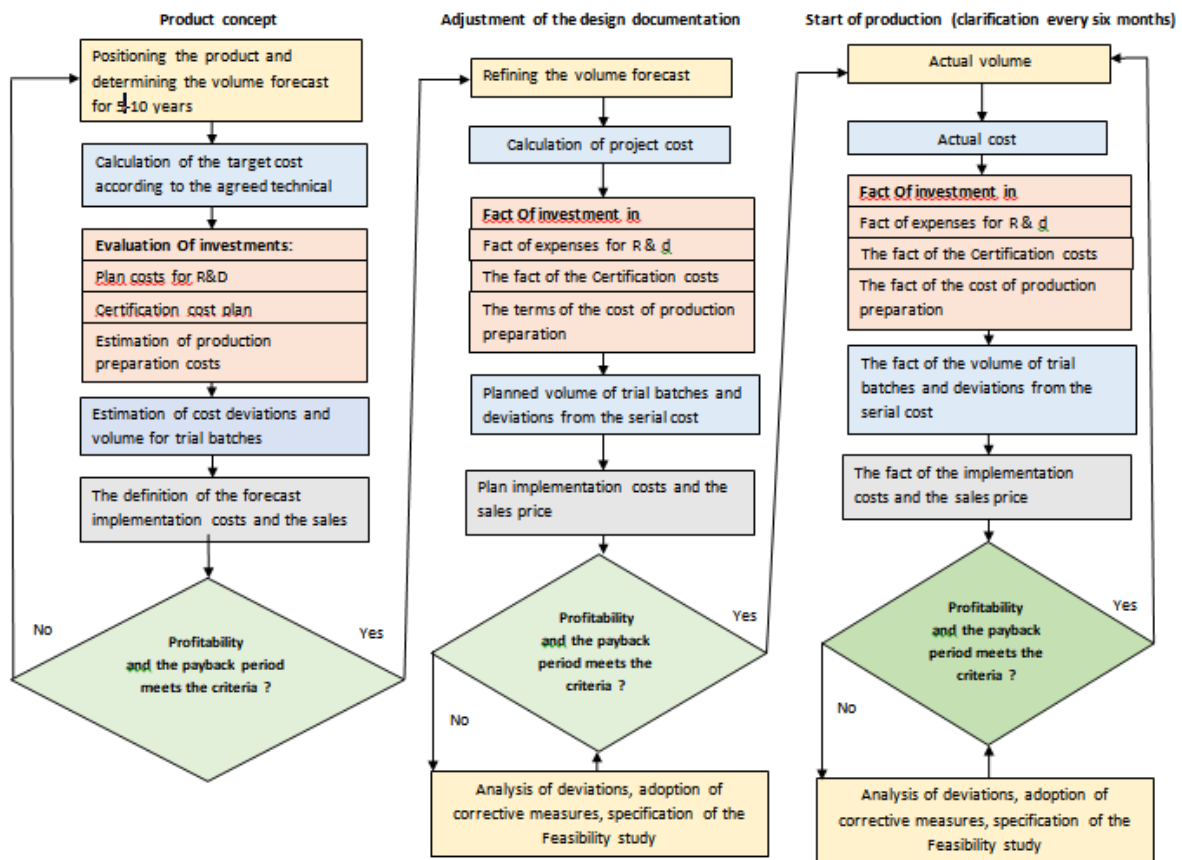 Product concept
Positioning the product and
determining the volume forecast
for 5-10 years
Calculation of the target cost
according to the agreed technical
Evaluation Of investments:
Plan costs for R&D
Certification cost plan
Estimation of production
preparation costs
Estimation of cost deviations and
volume for trial batches
The definition of the forecast
implementation costs and the sales
No
Yes
Profitability
and the payback period
meets the criteria ?
Adjustment of the design documentation
Refining the volume forecast
Calculation of project cost
Fact Of investment in
Fact of expenses for R & d
The fact of the Certification costs
The terms of the cost of production
preparation
Planned volume of trial batches and
deviations from the serial cost
Plan implementation costs and the
sales price
Profitability
and the payback
period meets the
criteria ?
Yes
No
Analysis of deviations, adoption of
corrective measures, specification of the
Feasibility study
Start of production (clarification every six months)
Actual volume
Actual cost
Fact Of investment in
Fact of expenses for R & d
The fact of the Certification costs
The fact of the cost of production
preparation
The fact of the volume of trial
batches and deviations from the
serial cost
The fact of the implementation
costs and the sales price
Profitability
and the payback
period meets the
criteria ?
Yes
No
Analysis of deviations, adoption of
corrective measures, specification of the
Feasibility study